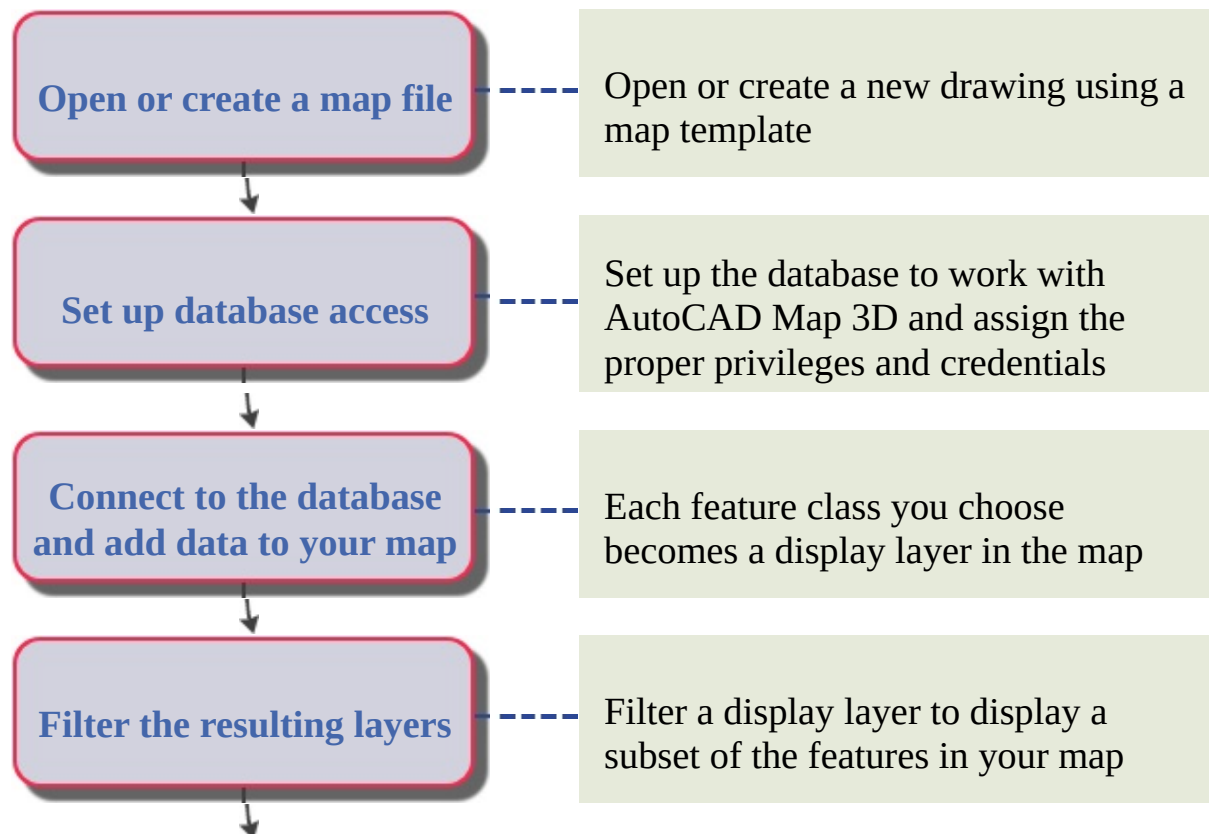 Open or create a map file
Open or create a new drawing using a
map template
Set up database access
Set up the database to work with
AutoCAD Map 3D and assign the
proper privileges and credentials
Connect to the database
and add data to your map
Each feature class you choose
becomes a display layer in the map
Filter the resulting layers
Filter a display layer to display a
subset of the features in your map